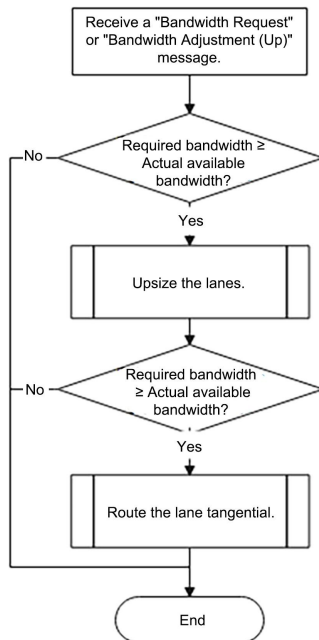 Receive a "Bandwidth Request"
or "Bandwidth Adjustment (Up)"
message.
Required bandwidth ≥
Actual available
bandwidth?
No
Yes
Upsize the lanes.
Required bandwidth
≥ Actual available
bandwidth?
No
Yes
Route the lane tangential.
End